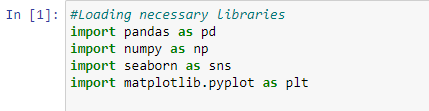 In [1]: #Loading necessary libraries
import pandas as pd
import numpy as np
import seaborn as sns
import matplotlib.pyplot as plt